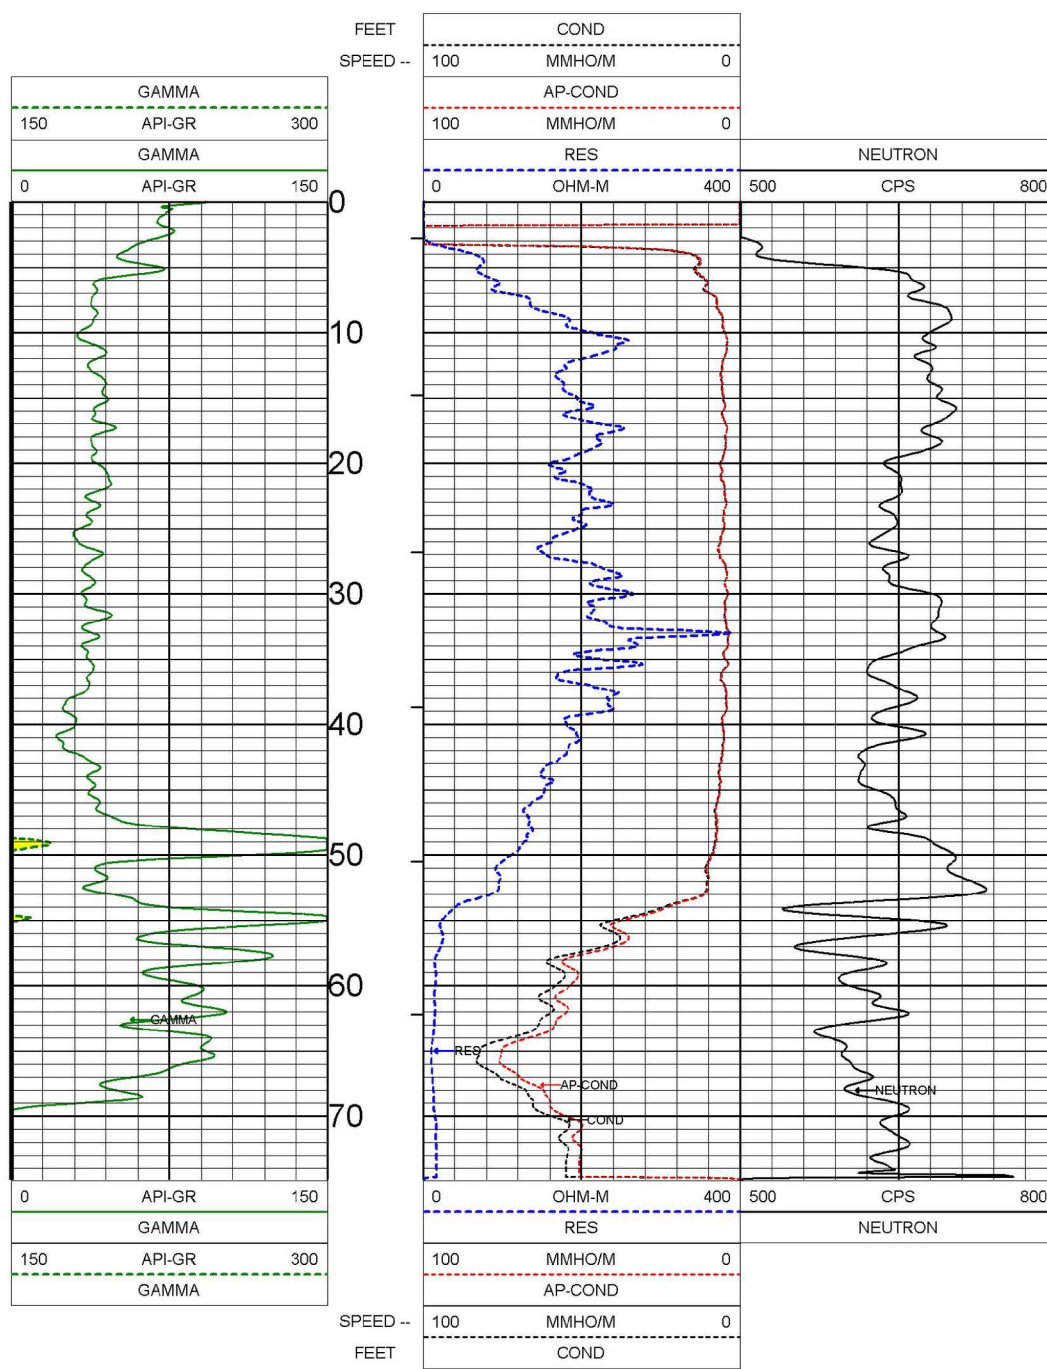 FEET COND
SPEED -- 100 MMHO/M 0
GAMMA AP-COND
150 API-GR 300 100 MMHO/M 0
GAMMA RES NEUTRON
0 API-GR 150 0 OHM-M 400 500 CPS 800
0
10
20
30
40
50
60
GAMMA
RES
AP-COND
NEUTRON
70
COND
0 API-GR 150 0 OHM-M 400 500 CPS 800
GAMMA RES NEUTRON
150 API-GR 300 100 MMHO/M 0
GAMMA AP-COND
SPEED -- 100 MMHO/M 0
FEET COND